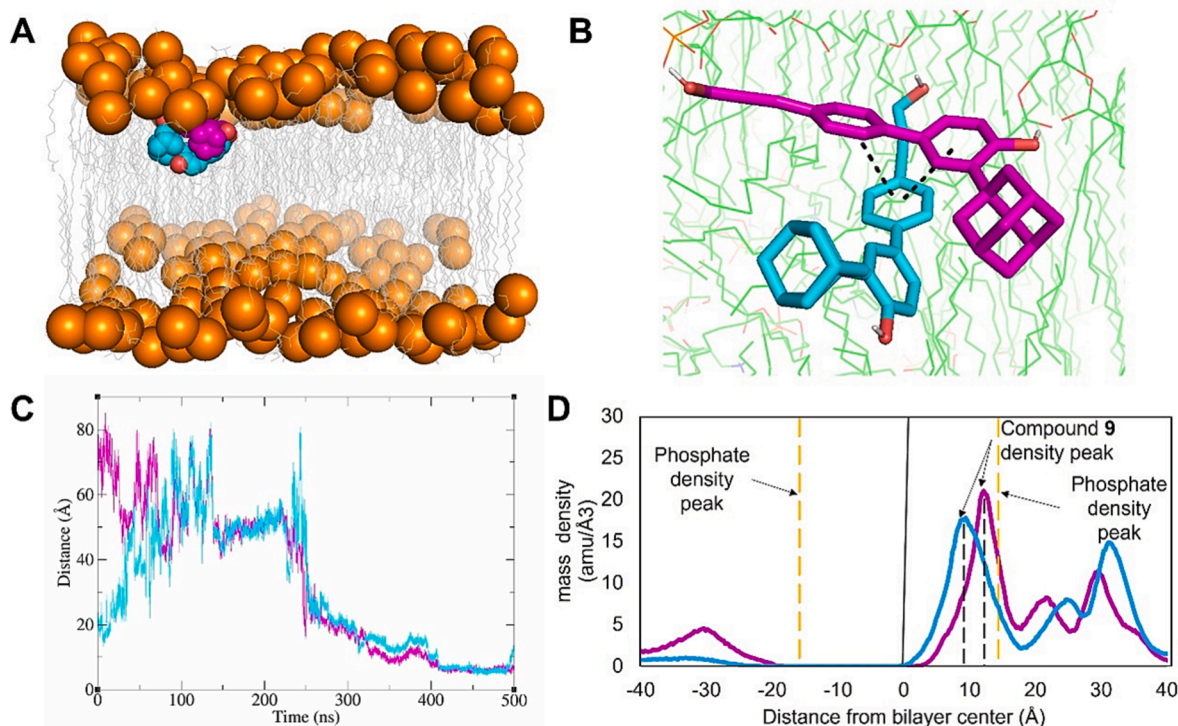 A
B
C
80
60
40
20
0
Distance (Å)
0
100
200
300
400
500
Time (ns)
D
30
25
20
15
10
5
0
mass density
(amu/Å3)
Phosphate
density
peak
Compound 9
density peak
Phosphate
density
peak
-40
-30
-20
-10
0
10
20
30
40
Distance from bilayer center (Å)